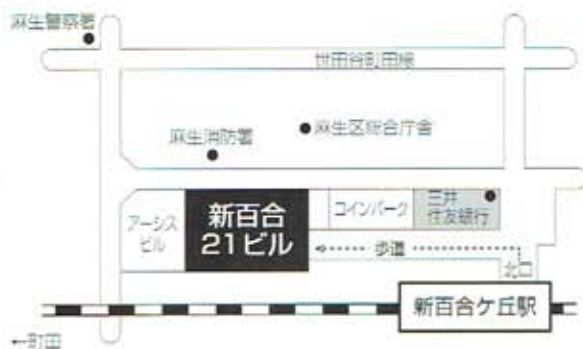 麻生警察署
世田谷町田線
麻生区総合庁舎
麻生消防署
アーシス
ビル
新百合
21ビル
コインパーク
三井
住友銀行
歩道
北口
新百合ケ丘駅
←町田